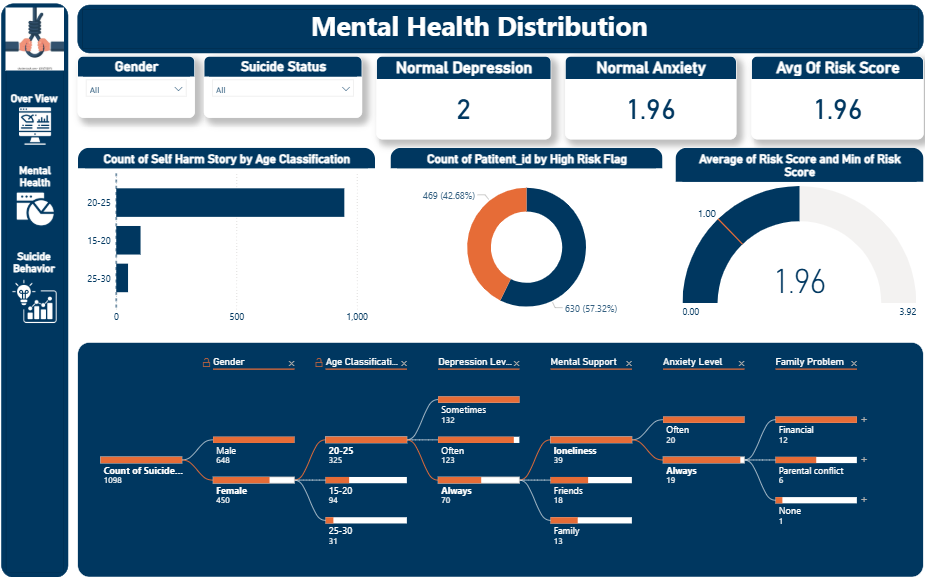 Mental Health Distribution
Over View
Mental
Health
Suicide
Behavior
Gender
All
Suicide Status
All
Normal Depression
2
Normal Anxiety
1.96
Avg Of Risk Score
1.96
Count of Self Harm Story by Age Classification
20-25
15-20
25-30
0
500
1,000
Count of Patitent_id by High Risk Flag
469 (42.68%)
630 (57.32%)
Average of Risk Score and Min of Risk
Score
1.00
1.96
0.00
3.92
Gender
Age Classificati...
Depression Lev...
Mental Support
Anxiety Level
Family Problem
Count of Suicide...
1098
Male
648
Female
450
20-25
325
15-20
94
25-30
31
Sometimes
132
Often
123
Always
70
loneliness
39
Friends
18
Family
13
Often
20
Always
19
Financial
12
Parental conflict
6
None
1